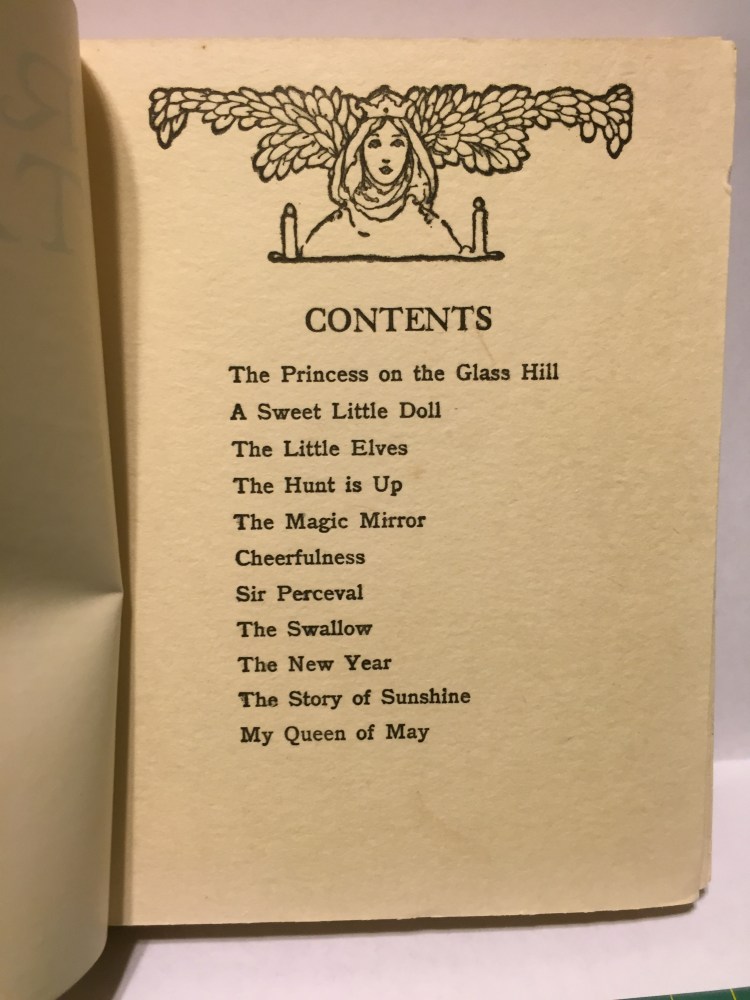 CONTENTS
The Princess on the Glass Hill
A Sweet Little Doll
The Little Elves
The Hunt is Up
The Magic Mirror
Cheerfulness
Sir Perceval
The Swallow
The New Year
The Story of Sunshine
My Queen of May